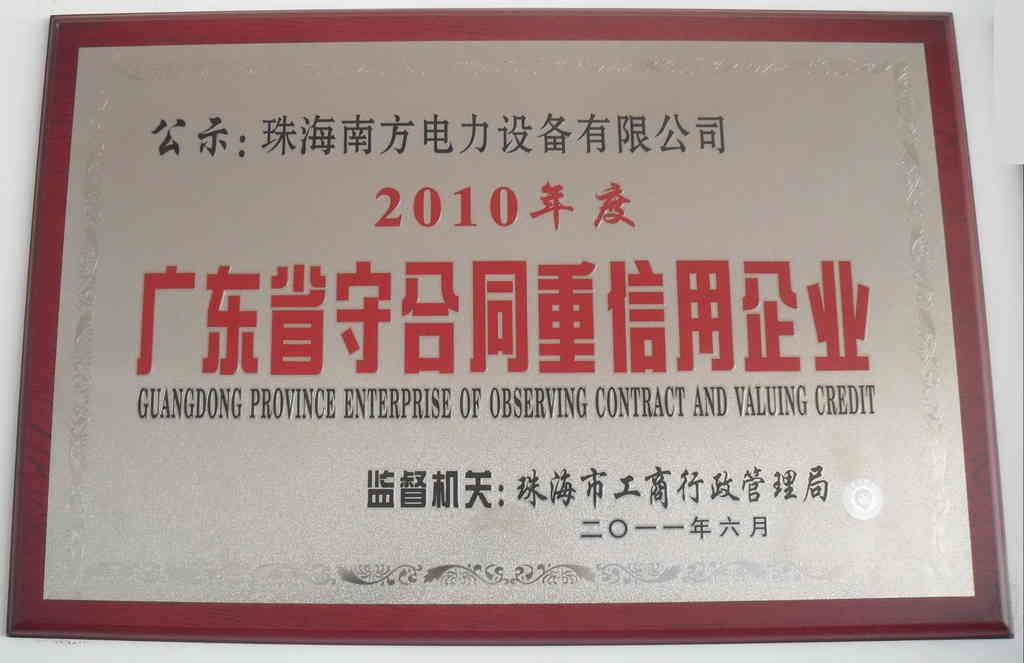 公示:珠海南方电力设备有限公司
2010年度
广东省守合同重信用企业
GUANGDONG PROVINCE ENTERPRISE OF OBSERVING CONTRACT AND VALUING CREDIT
监督机关:珠海市工商行政管理局
二〇一一年六月